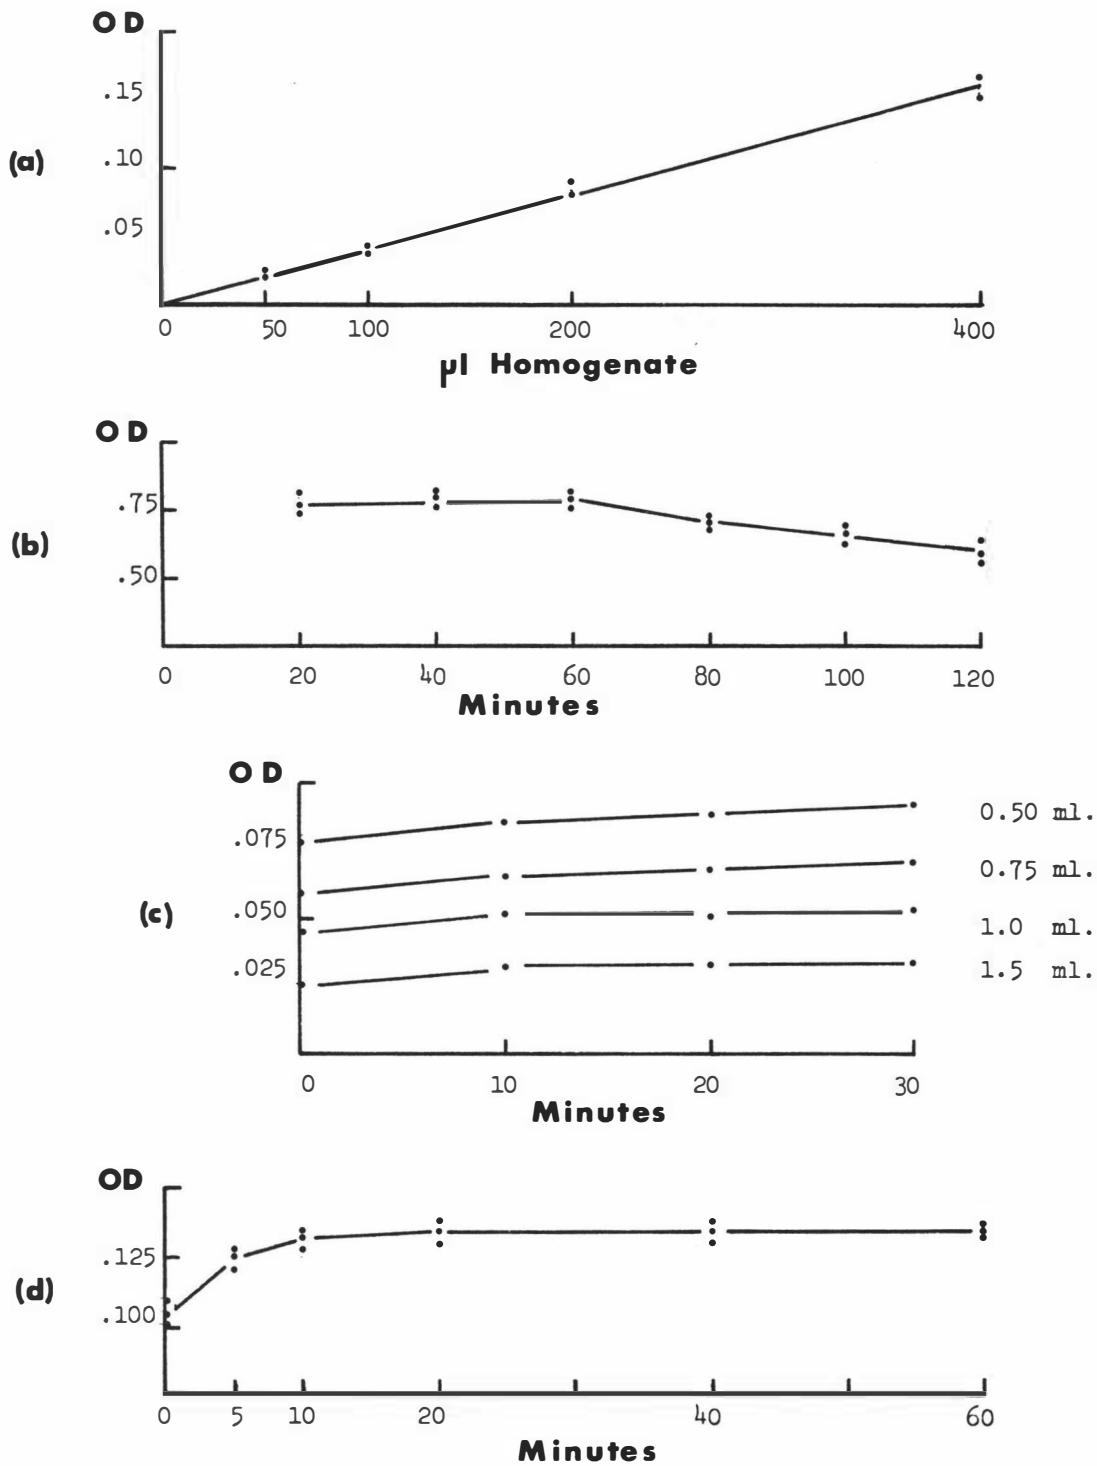 OD
.15
(a)
.10
.05
0 50 100 200 400
µl Homogenate
OD
.75
(b)
.50
0 20 40 60 80 100 120
Minutes
OD
0.50 ml.
.075
0.75 ml.
(c)
.050
1.0 ml.
.025
1.5 ml.
0 10 20 30
Minutes
OD
.125
(d)
.100
0 5 10 20 40 60
Minutes